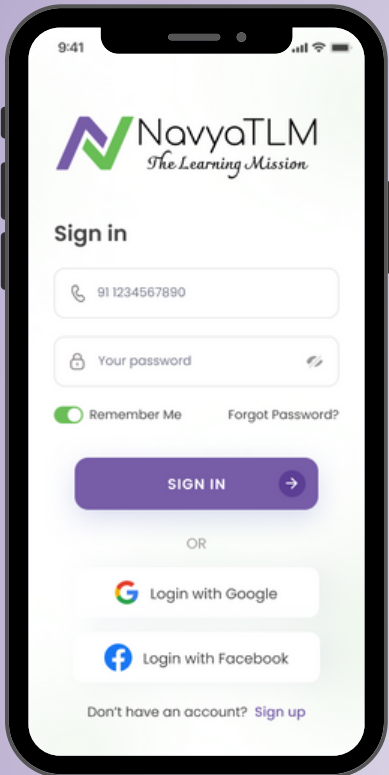 9:41
NavyaTLM
The Learning Mission
Sign in
91 1234567890
Your password
Remember Me Forgot Password?
SIGN IN
OR
Login with Google
Login with Facebook
Don't have an account? Sign up